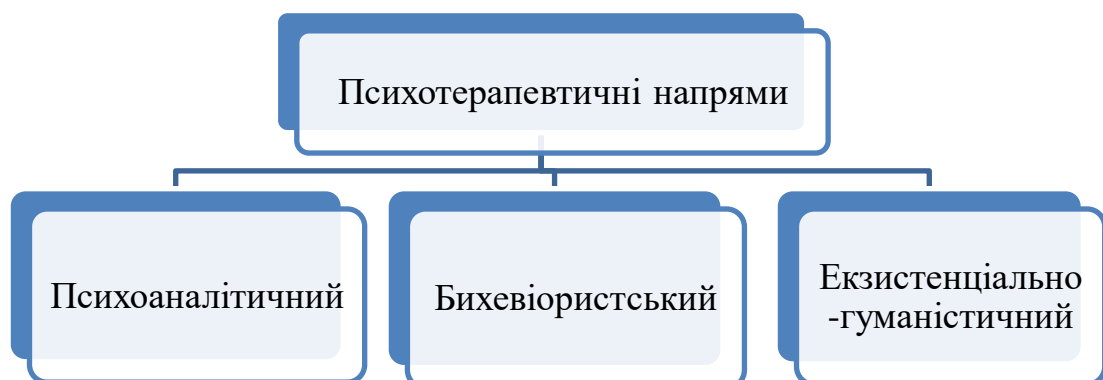 Психотерапевтичні напрями
Психоаналітичний
Бихевіористський
Екзистенціально
-гуманістичний